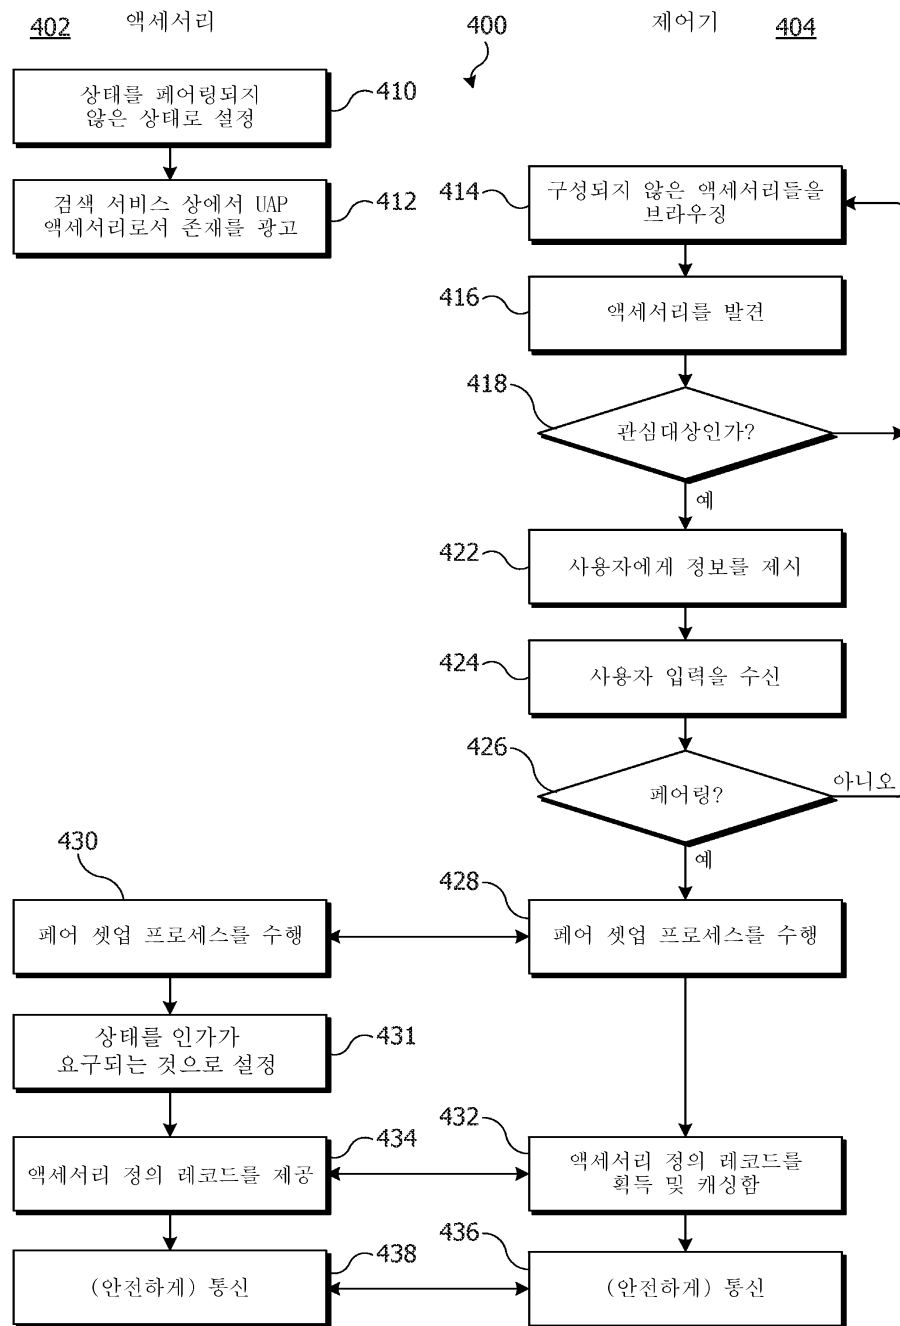 402 액세서리
400
제어기 404
상태를 페어링되지
않은 상태로 설정
410
검색 서비스 상에서 UAP
액세서리로서 존재를 광고
412
414
구성되지 않은 액세서리들을
브라우징
416
액세서리를 발견
418
관심대상인가?
예
422
사용자에게 정보를 제시
424
사용자 입력을 수신
426
페어링?
아니오
예
430
페어 셋업 프로세스를 수행
428
페어 셋업 프로세스를 수행
상태를 인가가
요구되는 것으로 설정
431
액세서리 정의 레코드를 제공
434
432
액세서리 정의 레코드를
획득 및 캐싱함
(안전하게) 통신
438
436
(안전하게) 통신